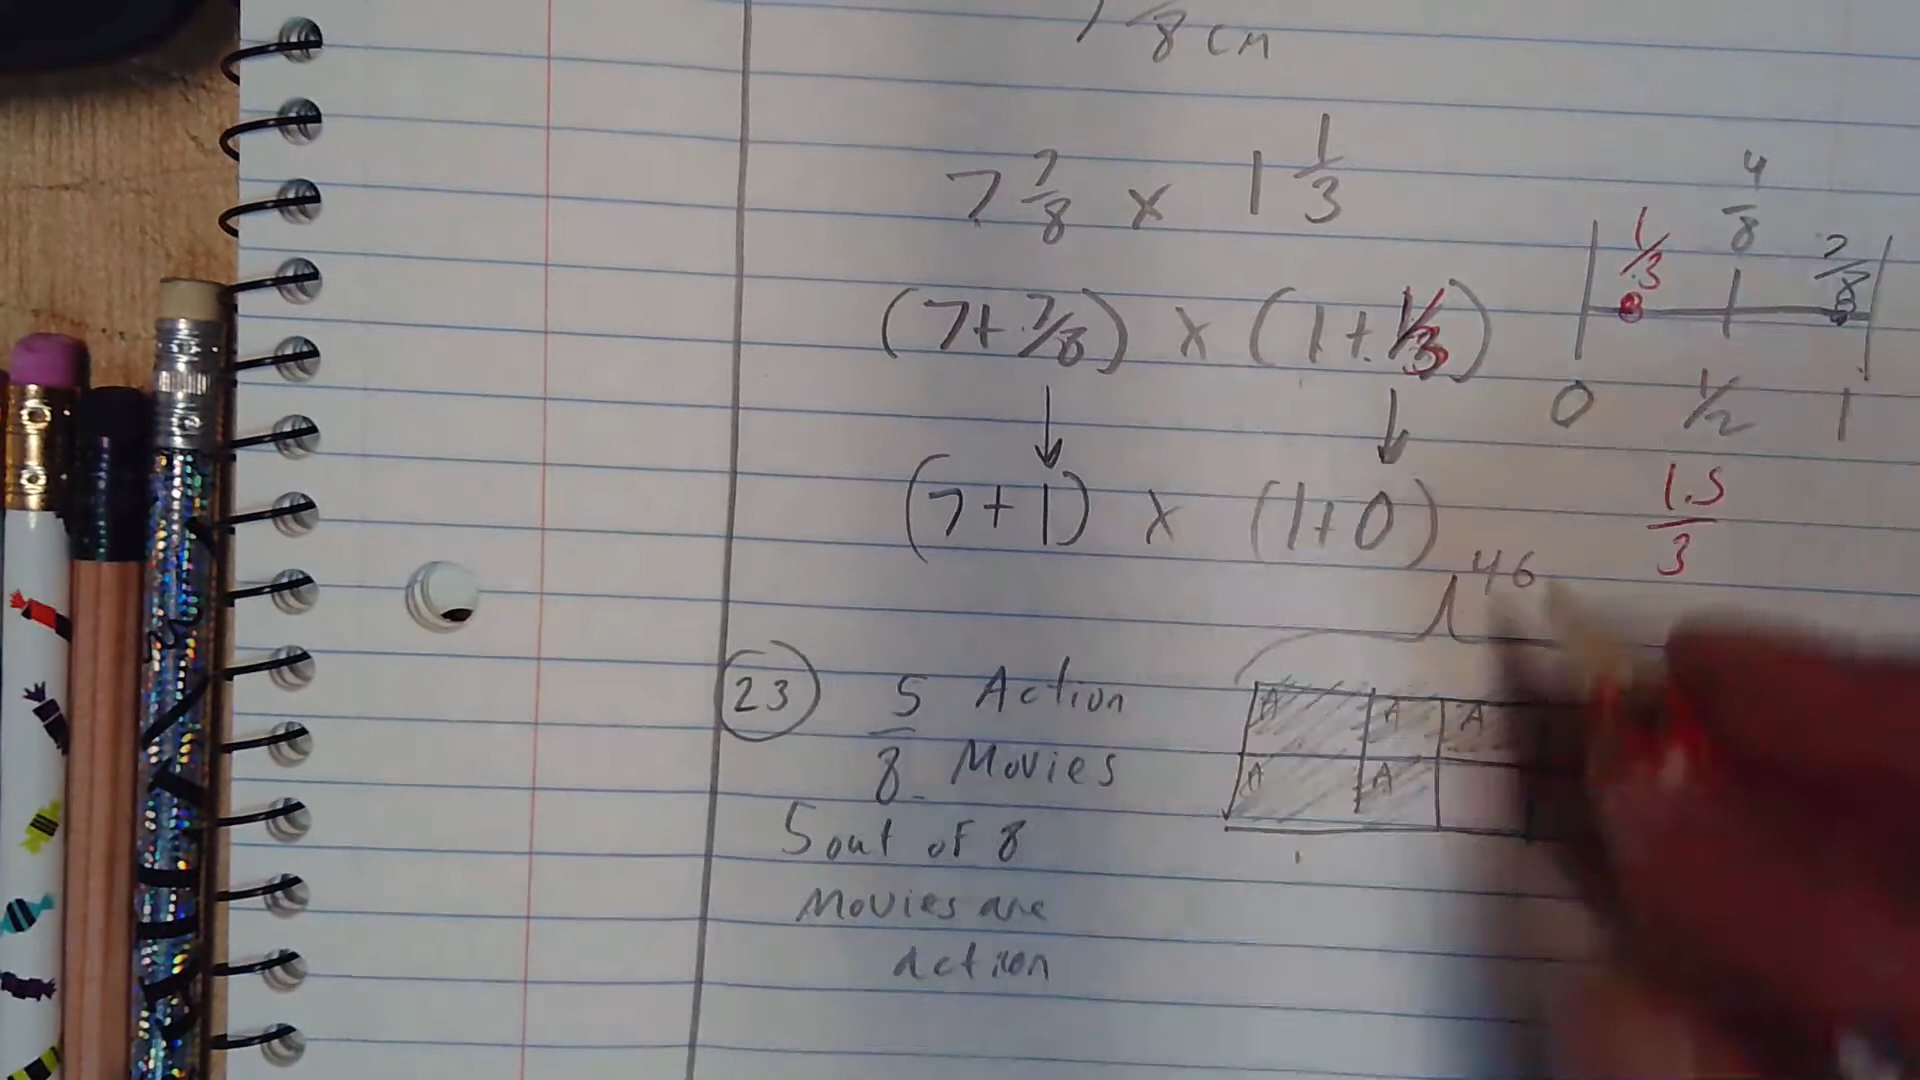 7/8 cm
7 7/8 x 1 1/3
(7+7/8) x (1+1/3)
1/3 4/8 7/8
0 1/2 1
(7+1) x (1+0)
1.5/3
46
23 5/8 Action
Movies
A A A
A A
5 out of 8
Movies are
action